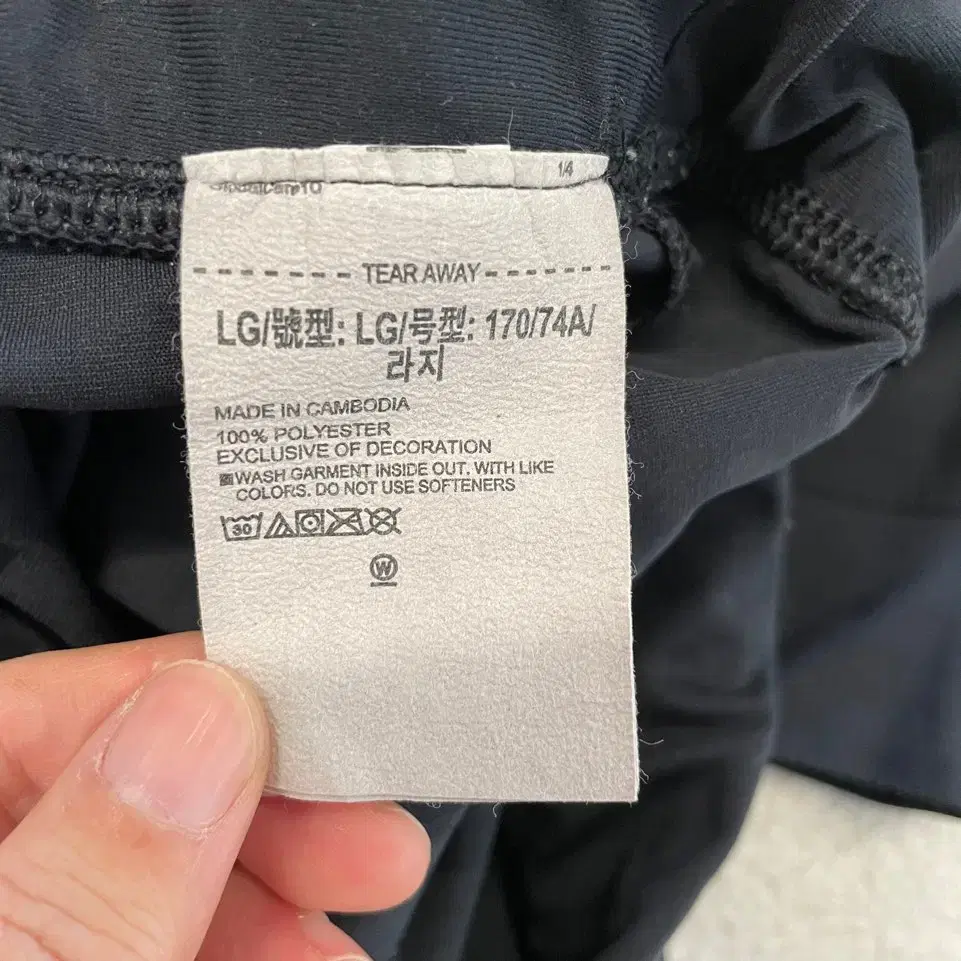 1/4
TEAR AWAY
LG/號型: LG/号型: 170/74A/
라지
MADE IN CAMBODIA
100% POLYESTER
EXCLUSIVE OF DECORATION
WASH GARMENT INSIDE OUT. WITH LIKE
COLORS. DO NOT USE SOFTENERS
30
W